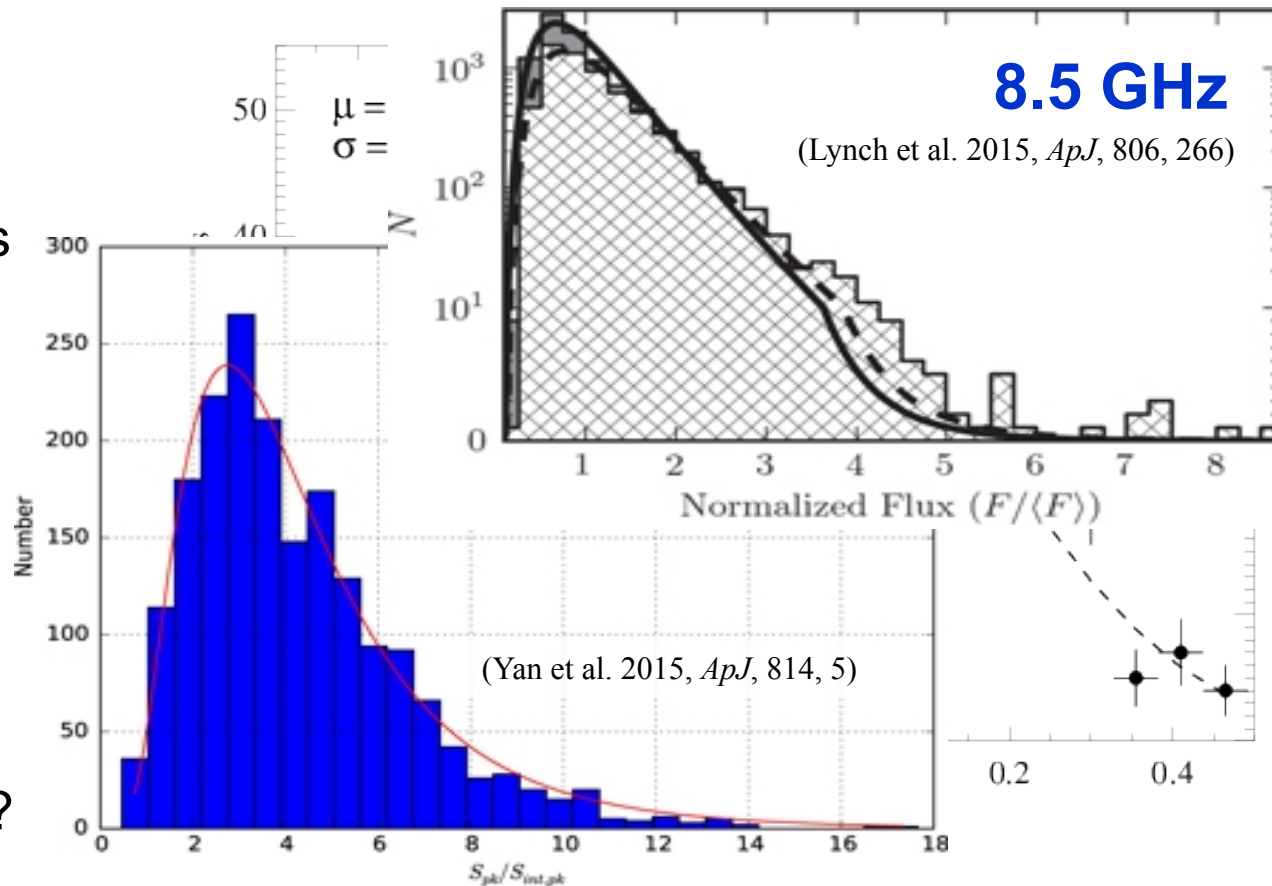 50
μ =
σ =
40
10³
10²
10¹
0
N
8.5 GHz
(Lynch et al. 2015, ApJ, 806, 266)
1 2 3 4 5 6 7 8
Normalized Flux (F/⟨F⟩)
s
300
250
200
150
100
50
0
Number
(Yan et al. 2015, ApJ, 814, 5)
0 2 4 6 8 10 12 14 16 18
S_pk/S_int,pk
0.2 0.4
?